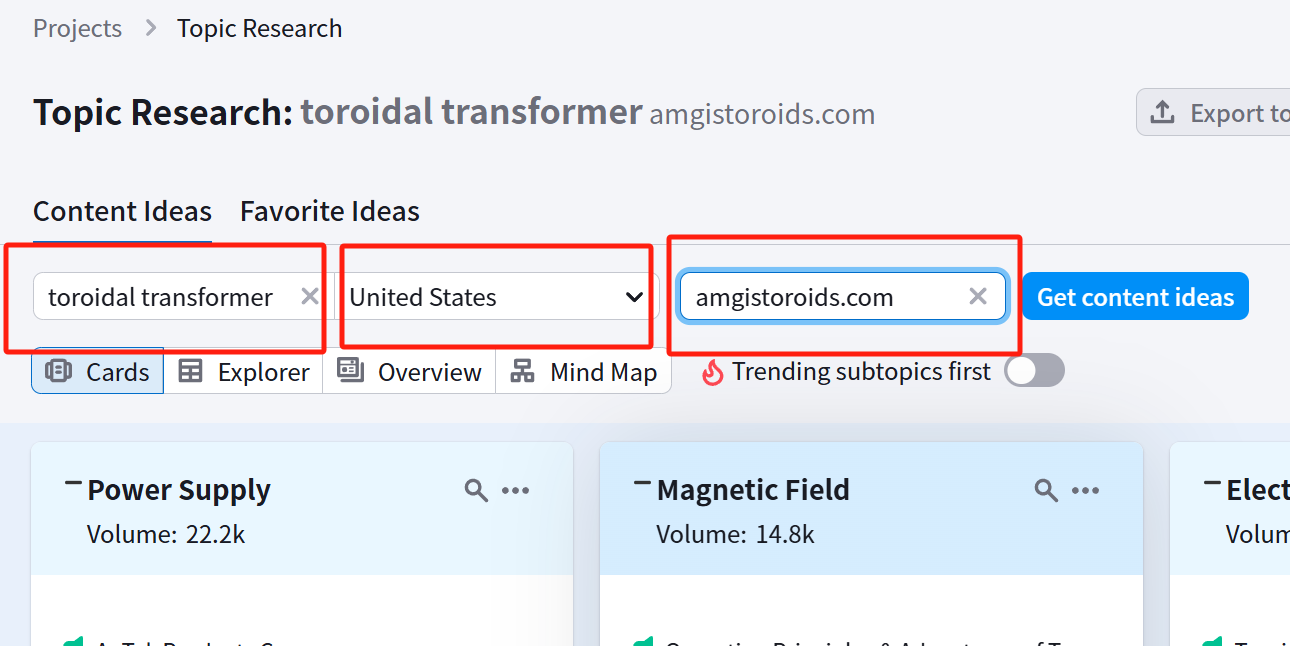 Projects > Topic Research
Topic Research: toroidal transformer amgistoroids.com
Export to
Content Ideas Favorite Ideas
toroidal transformer United States amgistoroids.com Get content ideas
Cards Explorer Overview Mind Map Trending subtopics first
Power Supply Magnetic Field Elect
Volume: 22.2k Volume: 14.8k Volum